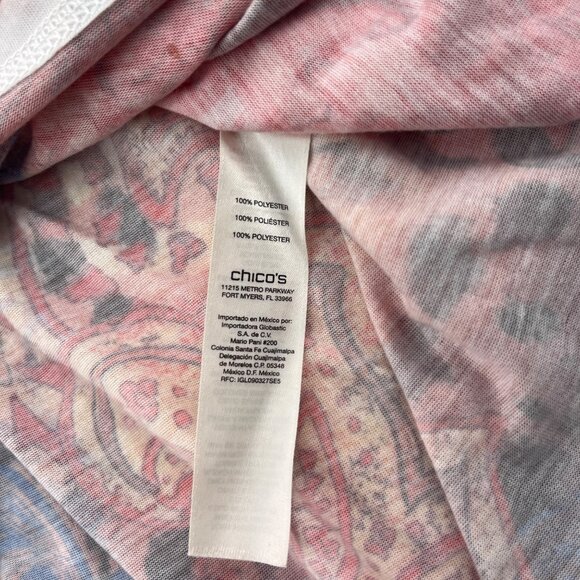 100% POLYESTER
100% POLIÉSTER
100% POLYESTER
chico's
11215 METRO PARKWAY
FORT MYERS, FL 33966
Importado en México por:
Importadora Globastic
S.A. de C.V.
Mario Pani #200
Colonia Santa Fe Cuajimalpa
Delegación Cuajimalpa
de Morelos C.P. 05348
México D.F. México
RFC: IGL090327SE5